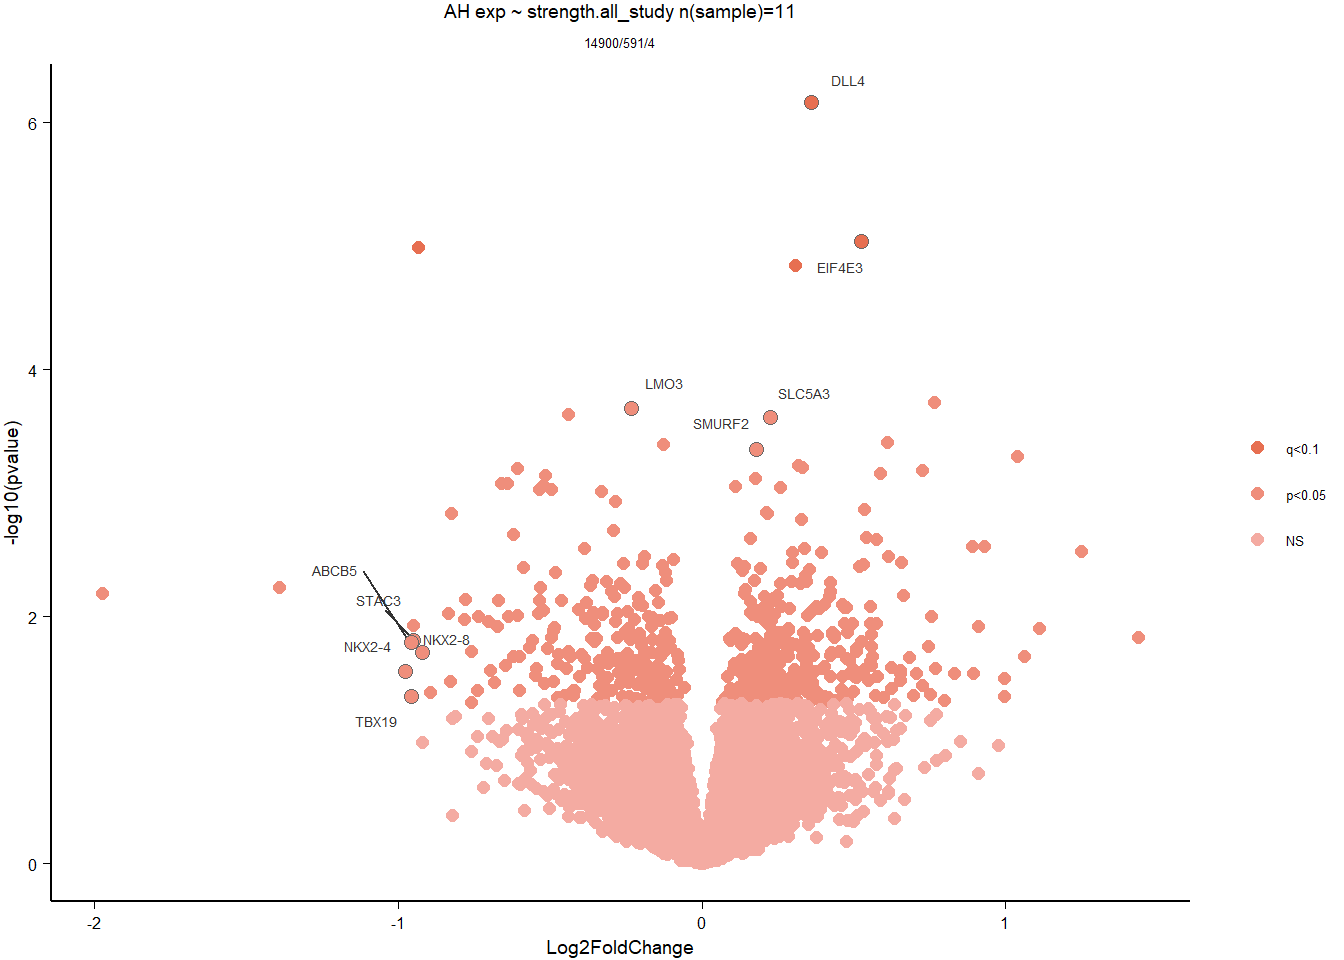 AH exp ~ strength.all_study n(sample)=11
14900/591/4
DLL4
6
EIF4E3
4
LMO3
SLC5A3
SMURF2
q<0.1
p<0.05
NS
-log10(pvalue)
ABCB5
STAC3
2
NKX2-8
NKX2-4
TBX19
0
-2
-1
0
1
Log2FoldChange